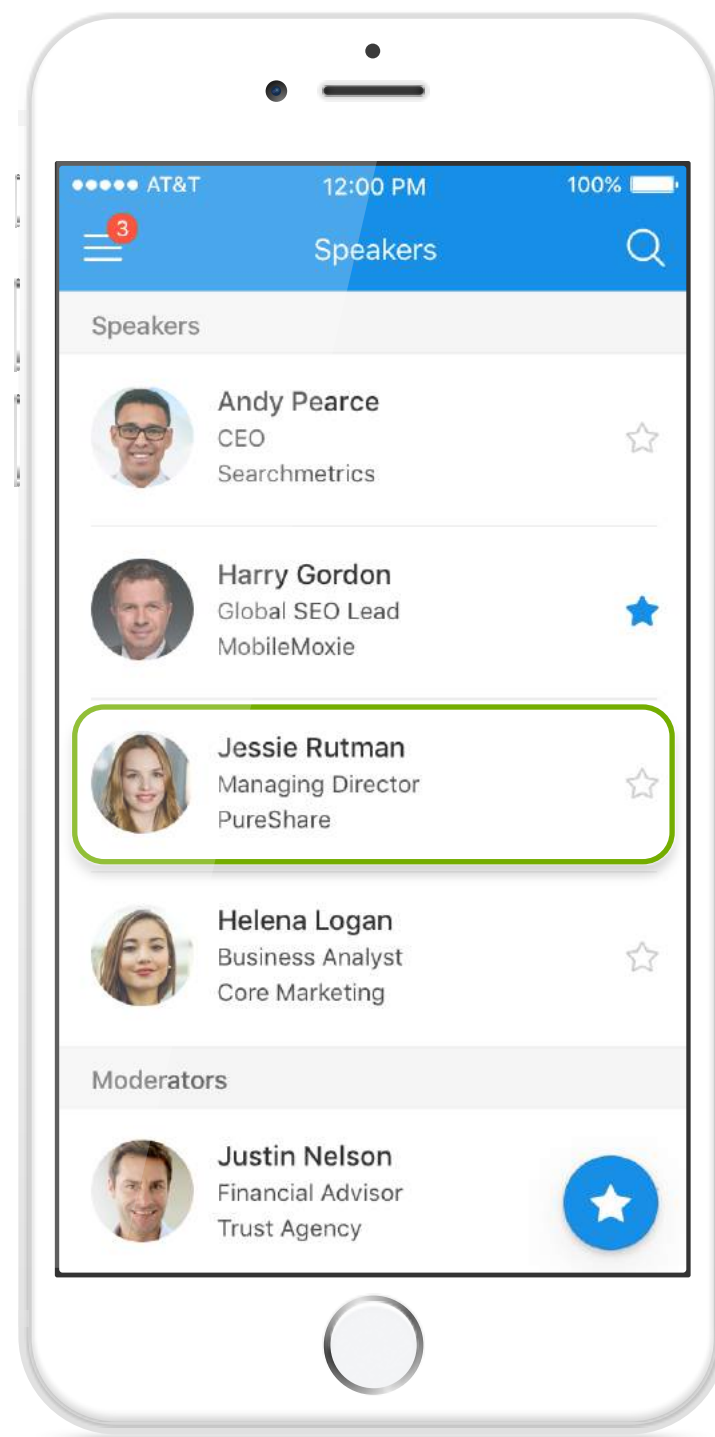 AT&T 12:00 PM 100%
3
Speakers
Speakers
Andy Pearce
CEO
Searchmetrics
Harry Gordon
Global SEO Lead
MobileMoxie
Jessie Rutman
Managing Director
PureShare
Helena Logan
Business Analyst
Core Marketing
Moderators
Justin Nelson
Financial Advisor
Trust Agency